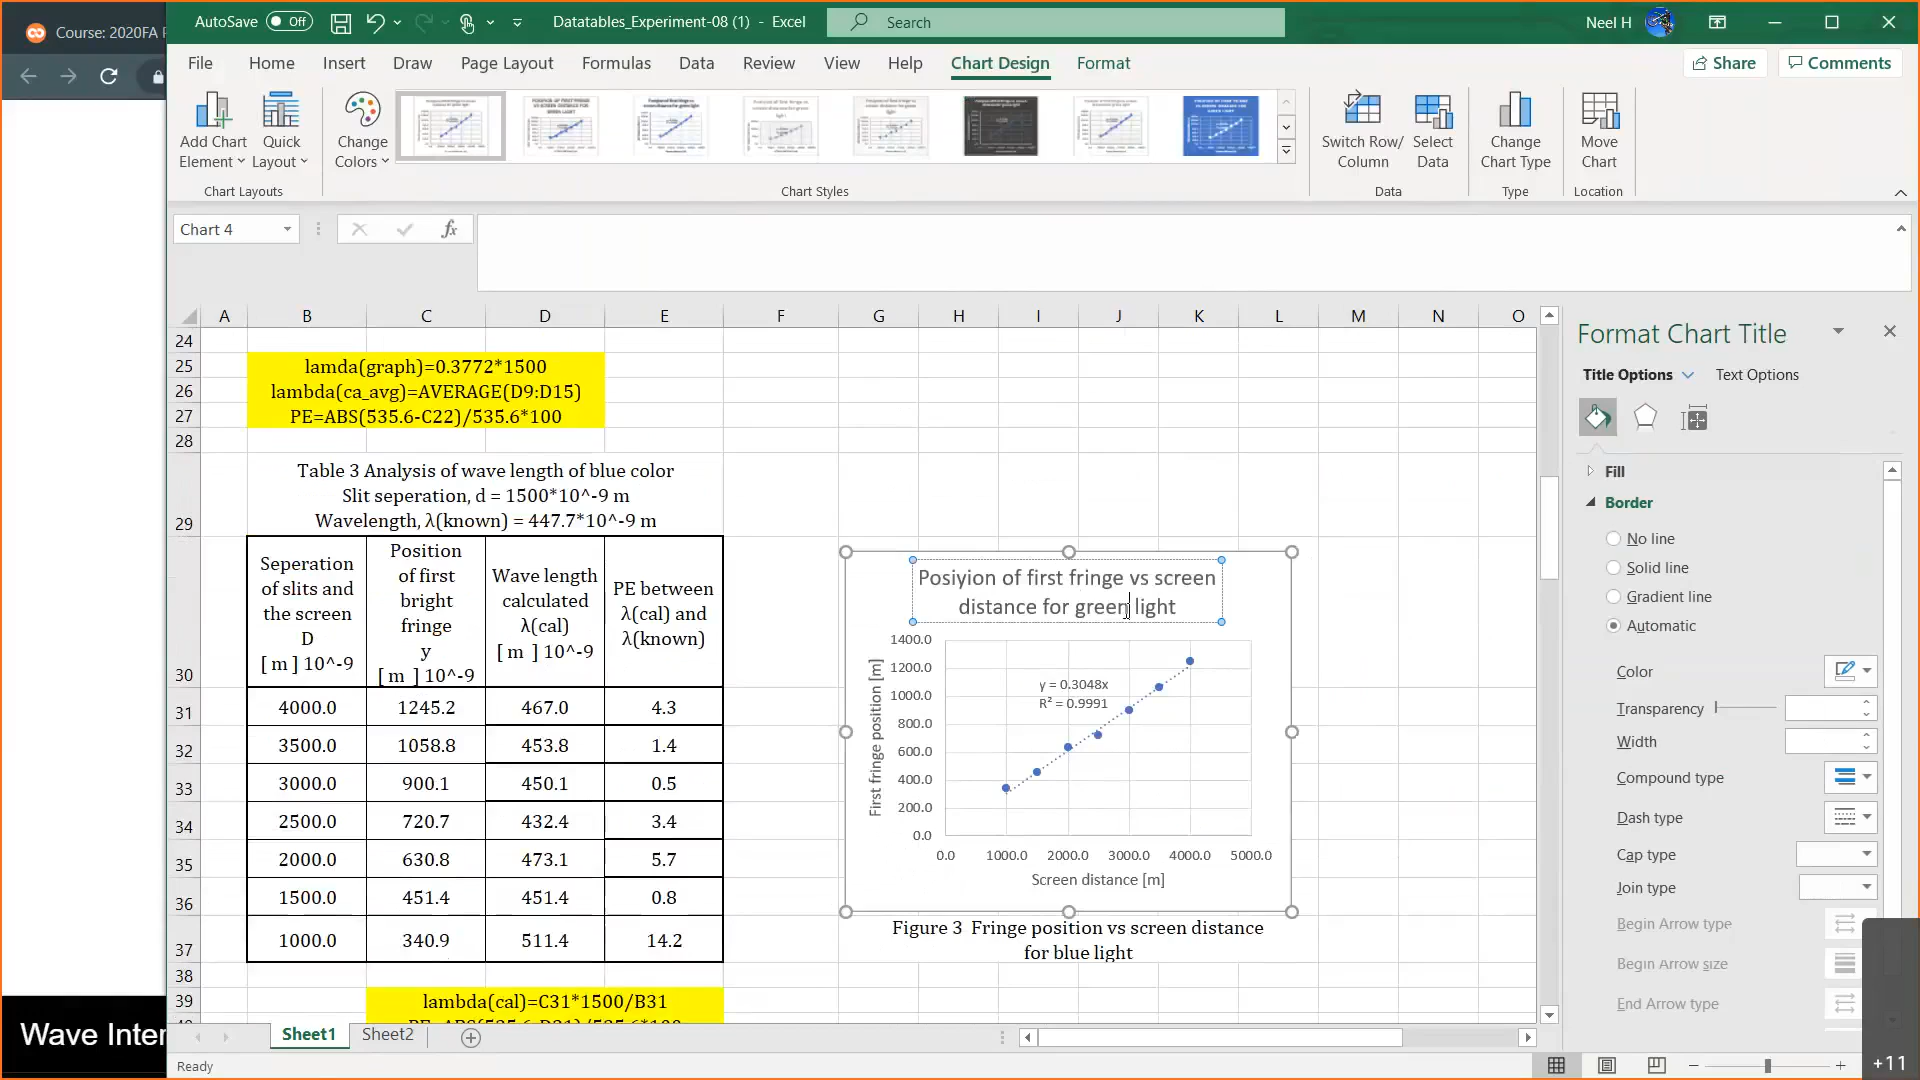 Course: 2020FA
AutoSave Off
Datatables_Experiment-08 (1) - Excel
Search
Neel H
File Home Insert Draw Page Layout Formulas Data Review View Help Chart Design Format
Share Comments
Add Chart Element
Quick Layout
Chart Layouts
Change Colors
Chart Styles
Switch Row/ Column
Select Data
Data
Change Chart Type
Type
Move Chart
Location
Chart 4
fx
A B C D E F G H I J K L M N O
24
25 lamda(graph)=0.3772*1500
26 lambda(ca_avg)=AVERAGE(D9:D15)
27 PE=ABS(535.6-C22)/535.6*100
28
Table 3 Analysis of wave length of blue color
Slit seperation, d = 1500*10^-9 m
29 Wavelength, λ(known) = 447.7*10^-9 m
Seperation of slits and the screen D [ m ] 10^-9
Position of first bright fringe y [ m ] 10^-9
Wave length calculated λ(cal) [ m ] 10^-9
PE between λ(cal) and λ(known)
30
31 4000.0 1245.2 467.0 4.3
32 3500.0 1058.8 453.8 1.4
33 3000.0 900.1 450.1 0.5
34 2500.0 720.7 432.4 3.4
35 2000.0 630.8 473.1 5.7
36 1500.0 451.4 451.4 0.8
37 1000.0 340.9 511.4 14.2
38
39 lambda(cal)=C31*1500/B31
Posiyion of first fringe vs screen
distance for green light
First fringe position [m]
1400.0
1200.0
1000.0
800.0
600.0
400.0
200.0
0.0
y = 0.3048x
R² = 0.9991
0.0 1000.0 2000.0 3000.0 4000.0 5000.0
Screen distance [m]
Figure 3 Fringe position vs screen distance
for blue light
Format Chart Title
Title Options Text Options
Fill
Border
No line
Solid line
Gradient line
Automatic
Color
Transparency
Width
Compound type
Dash type
Cap type
Join type
Begin Arrow type
Begin Arrow size
End Arrow type
Wave Inter
Sheet1 Sheet2
Ready
+11